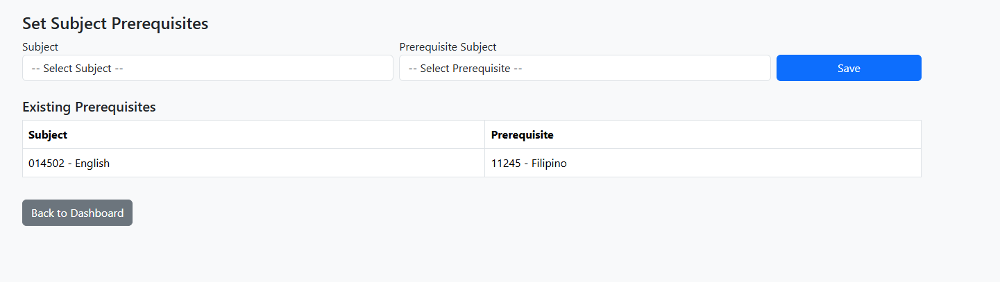 Set Subject Prerequisites
Subject Prerequisite Subject
-- Select Subject -- -- Select Prerequisite -- Save
Existing Prerequisites
Subject Prerequisite
014502 - English 11245 - Filipino
Back to Dashboard